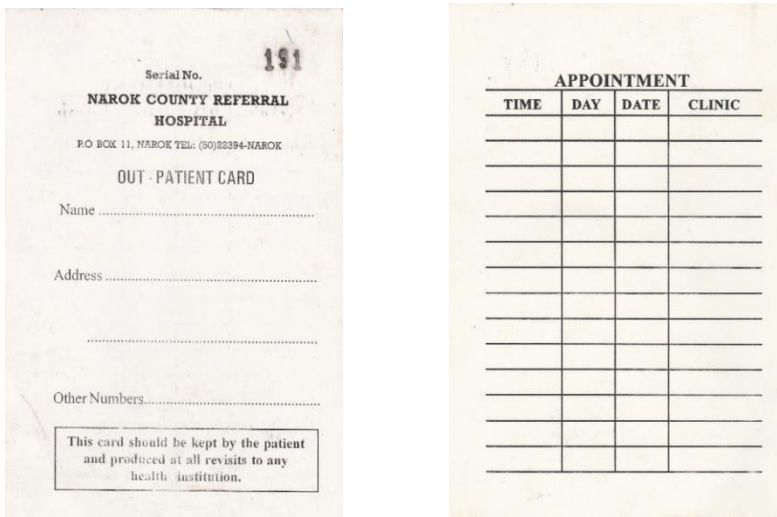 191
Serial No.
NAROK COUNTY REFERRAL
HOSPITAL
P.O BOX 11, NAROK TEL: (50)22394-NAROK
OUT - PATIENT CARD
Name
Address
Other Numbers
This card should be kept by the patient
and produced at all revisits to any
health institution.
APPOINTMENT
TIME DAY DATE CLINIC